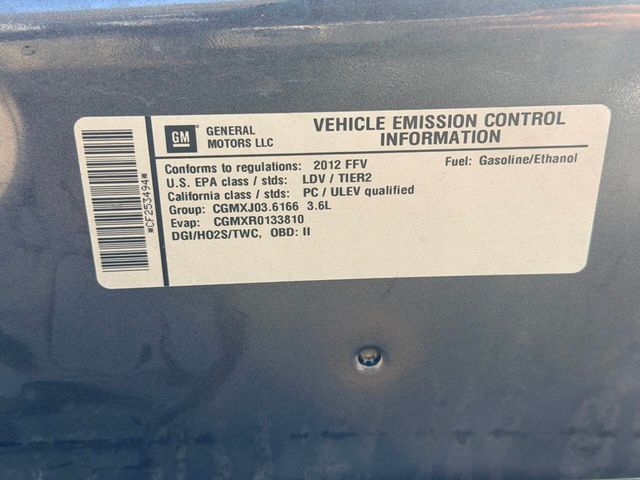 GM
GENERAL
MOTORS LLC
VEHICLE EMISSION CONTROL
INFORMATION
Conforms to regulations: 2012 FFV
Fuel: Gasoline/Ethanol
U.S. EPA class / stds: LDV / TIER2
California class / stds: PC / ULEV qualified
Group: CGMXJ03.6166 3.6L
Evap: CGMXR0133810
DGI/HO2S/TWC, OBD: II
*CF253494*